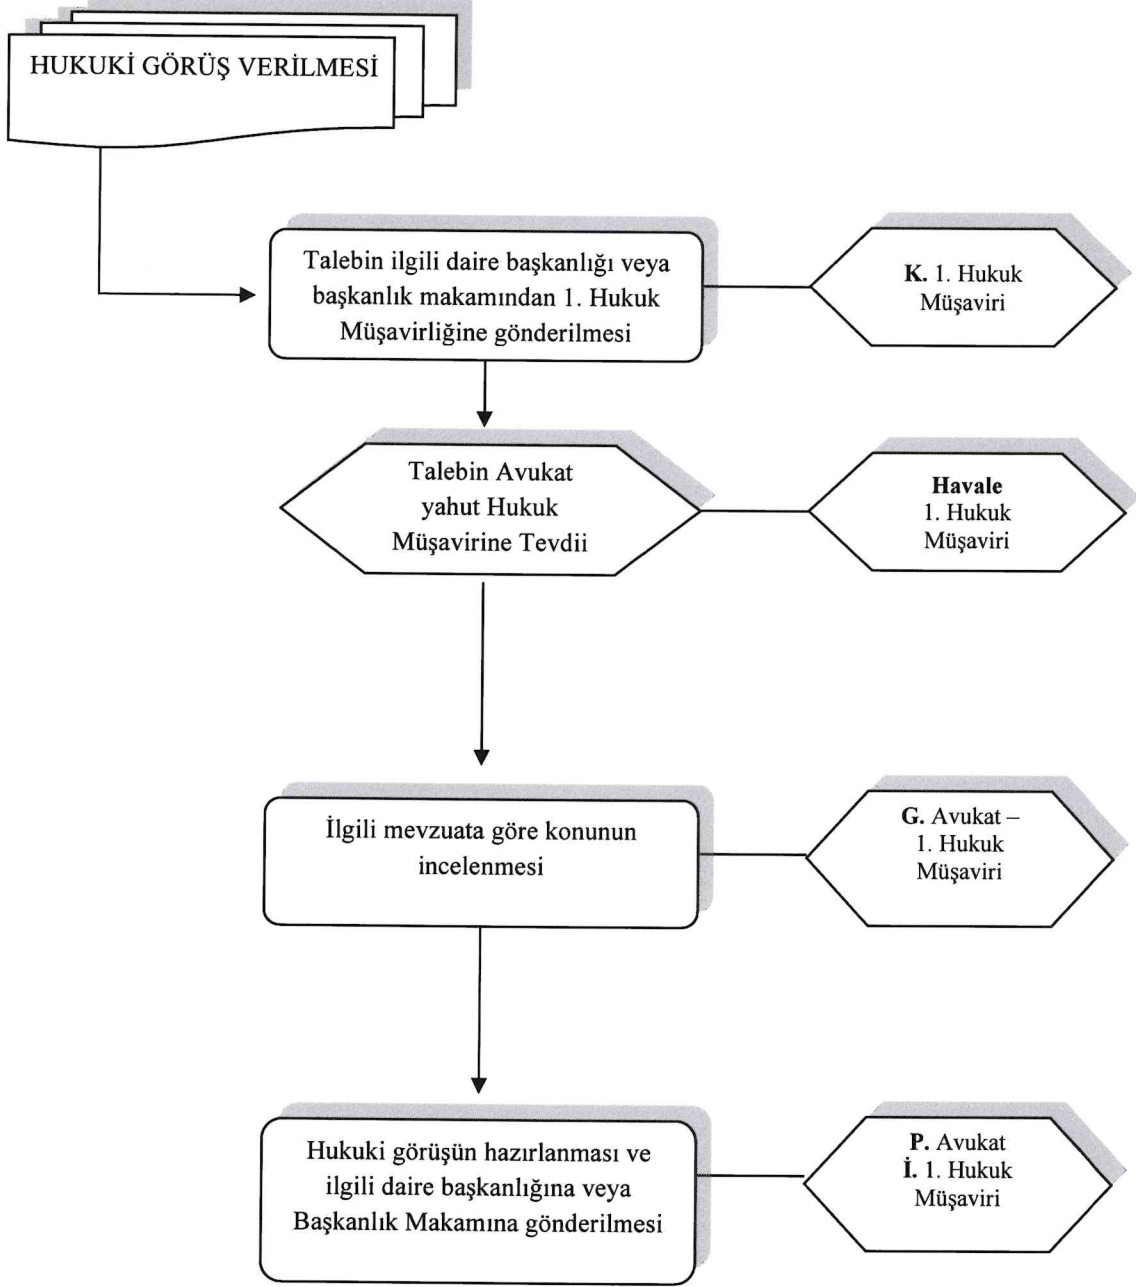 HUKUKİ GÖRÜŞ VERİLMESİ
Talebin ilgili daire başkanlığı veya
başkanlık makamından 1. Hukuk
Müşavirliğine gönderilmesi
K. 1. Hukuk
Müşaviri
Talebin Avukat
yahut Hukuk
Müşavirine Tevdii
Havale
1. Hukuk
Müşaviri
İlgili mevzuata göre konunun
incelenmesi
G. Avukat –
1. Hukuk
Müşaviri
Hukuki görüşün hazırlanması ve
ilgili daire başkanlığına veya
Başkanlık Makamına gönderilmesi
P. Avukat
İ. 1. Hukuk
Müşaviri